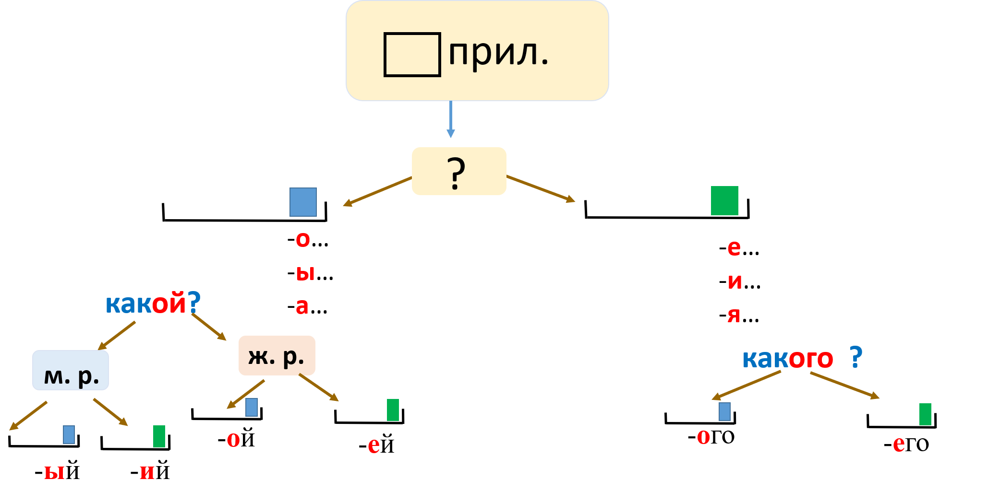 прил.
?
-о...
-ы...
-а...
-е...
-и...
-я...
какой?
м. р.
ж. р.
-ый
-ий
-ой
-ей
какого ?
-ого
-его